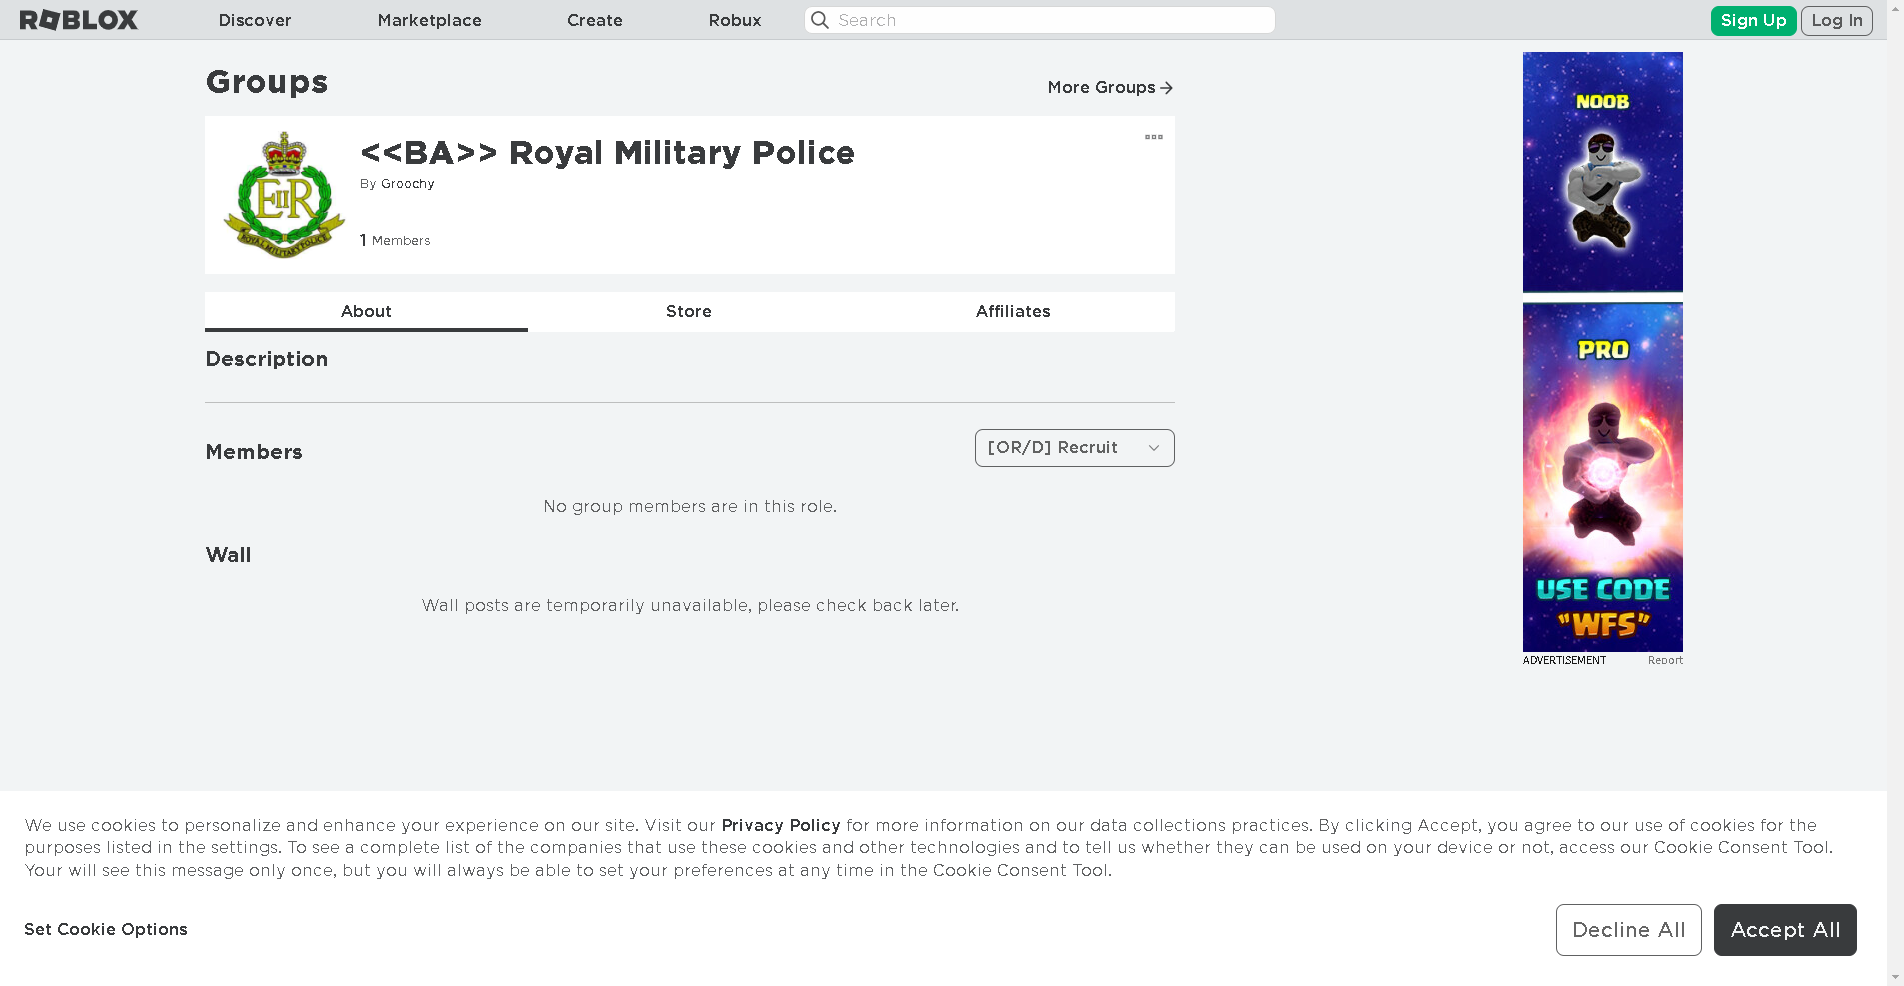 ROBLOX
Discover
Marketplace
Create
Robux
Search
Sign Up
Log In
Groups
More Groups
<<BA>> Royal Military Police
By Groochy
1 Members
EIIR
ROYAL MILITARY POLICE
About
Store
Affiliates
Description
Members
[OR/D] Recruit
No group members are in this role.
Wall
Wall posts are temporarily unavailable, please check back later.
NOOB
PRO
USE CODE
"WFS"
ADVERTISEMENT
Report
We use cookies to personalize and enhance your experience on our site. Visit our Privacy Policy for more information on our data collections practices. By clicking Accept, you agree to our use of cookies for the
purposes listed in the settings. To see a complete list of the companies that use these cookies and other technologies and to tell us whether they can be used on your device or not, access our Cookie Consent Tool.
Your will see this message only once, but you will always be able to set your preferences at any time in the Cookie Consent Tool.
Set Cookie Options
Decline All
Accept All